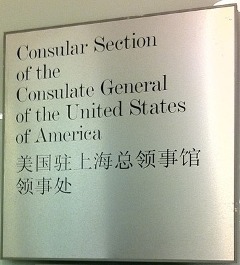 Consular Section
of the
Consulate General
of the United States
of America
美国驻上海总领事馆
领事处